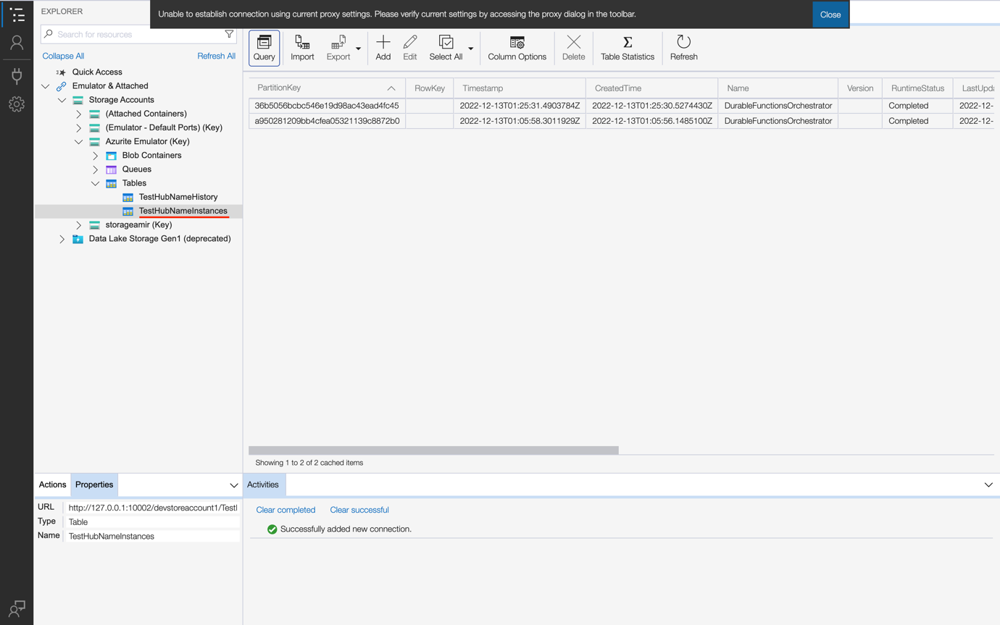 EXPLORER
Unable to establish connection using current proxy settings. Please verify current settings by accessing the proxy dialog in the toolbar.
Close
Search for resources
Collapse All
Refresh All
Quick Access
Emulator & Attached
Storage Accounts
(Attached Containers)
(Emulator - Default Ports) (Key)
Azurite Emulator (Key)
Blob Containers
Queues
Tables
TestHubNameHistory
TestHubNameInstances
storageamir (Key)
Data Lake Storage Gen1 (deprecated)
Query
Import
Export
Add
Edit
Select All
Column Options
Delete
Table Statistics
Refresh
PartitionKey RowKey Timestamp CreatedTime Name Version RuntimeStatus LastUpda
36b5056bcbc546e19d98ac43ead4fc45 2022-12-13T01:25:31.4903784Z 2022-12-13T01:25:30.5274430Z DurableFunctionsOrchestrator Completed 2022-12-
a950281209bb4cfea05321139c8872b0 2022-12-13T01:05:58.3011929Z 2022-12-13T01:05:56.1485100Z DurableFunctionsOrchestrator Completed 2022-12-
Showing 1 to 2 of 2 cached items
Actions
Properties
URL http://127.0.0.1:10002/devstoreaccount1/Test
Type Table
Name TestHubNameInstances
Activities
Clear completed
Clear successful
Successfully added new connection.